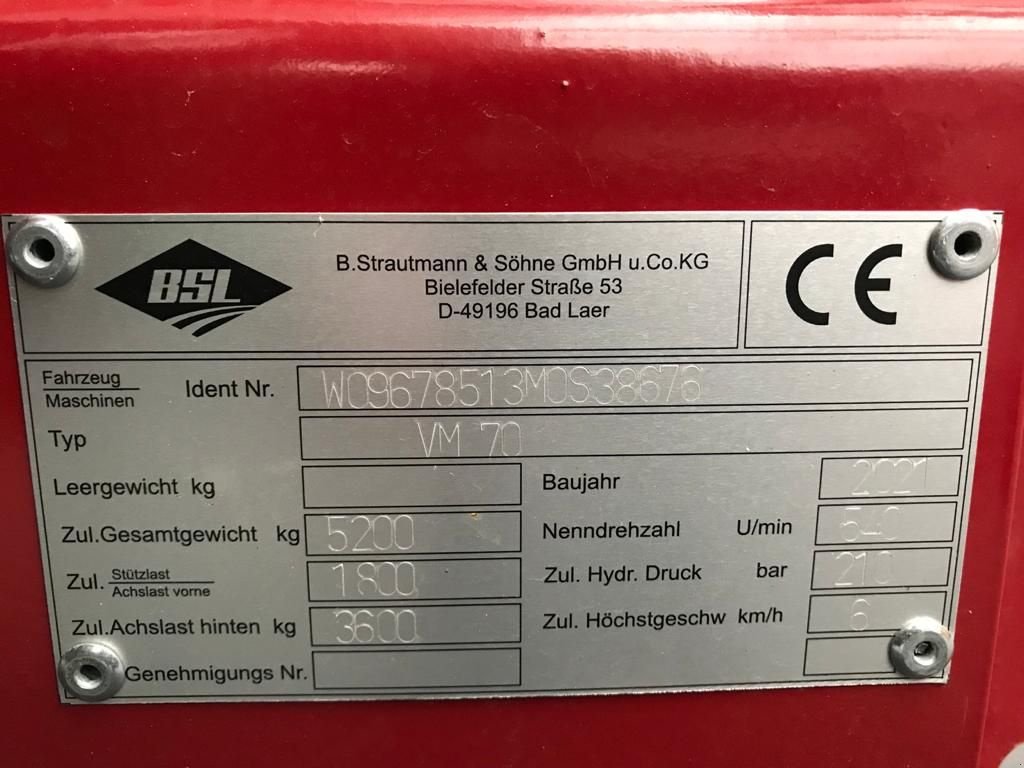 BSL
B.Strautmann & Söhne GmbH u.Co.KG
Bielefelder Straße 53
D-49196 Bad Laer
CE
Fahrzeug
Maschinen
Ident Nr. W09678513M0S38676
Typ VM 70
Leergewicht kg
Zul.Gesamtgewicht kg 5200
Zul. Stützlast
Achslast vorne 1800
Zul.Achslast hinten kg 3600
Genehmigungs Nr.
Baujahr 2021
Nenndrehzahl U/min 540
Zul. Hydr. Druck bar 210
Zul. Höchstgeschw km/h 6